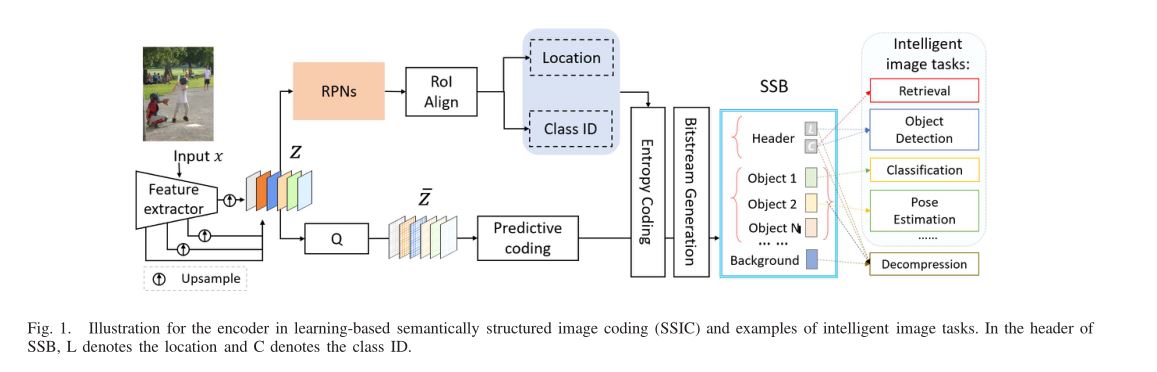 Input x
Feature
extractor
Upsample
Z
RPNs
RoI
Align
Location
Class ID
Q
Z̄
Predictive
coding
Entropy Coding
Bitstream Generation
SSB
Header
L
C
Object 1
Object 2
Object N
... ...
Background
Intelligent
image tasks:
Retrieval
Object
Detection
Classification
Pose
Estimation
......
Decompression
Fig. 1. Illustration for the encoder in learning-based semantically structured image coding (SSIC) and examples of intelligent image tasks. In the header of
SSB, L denotes the location and C denotes the class ID.